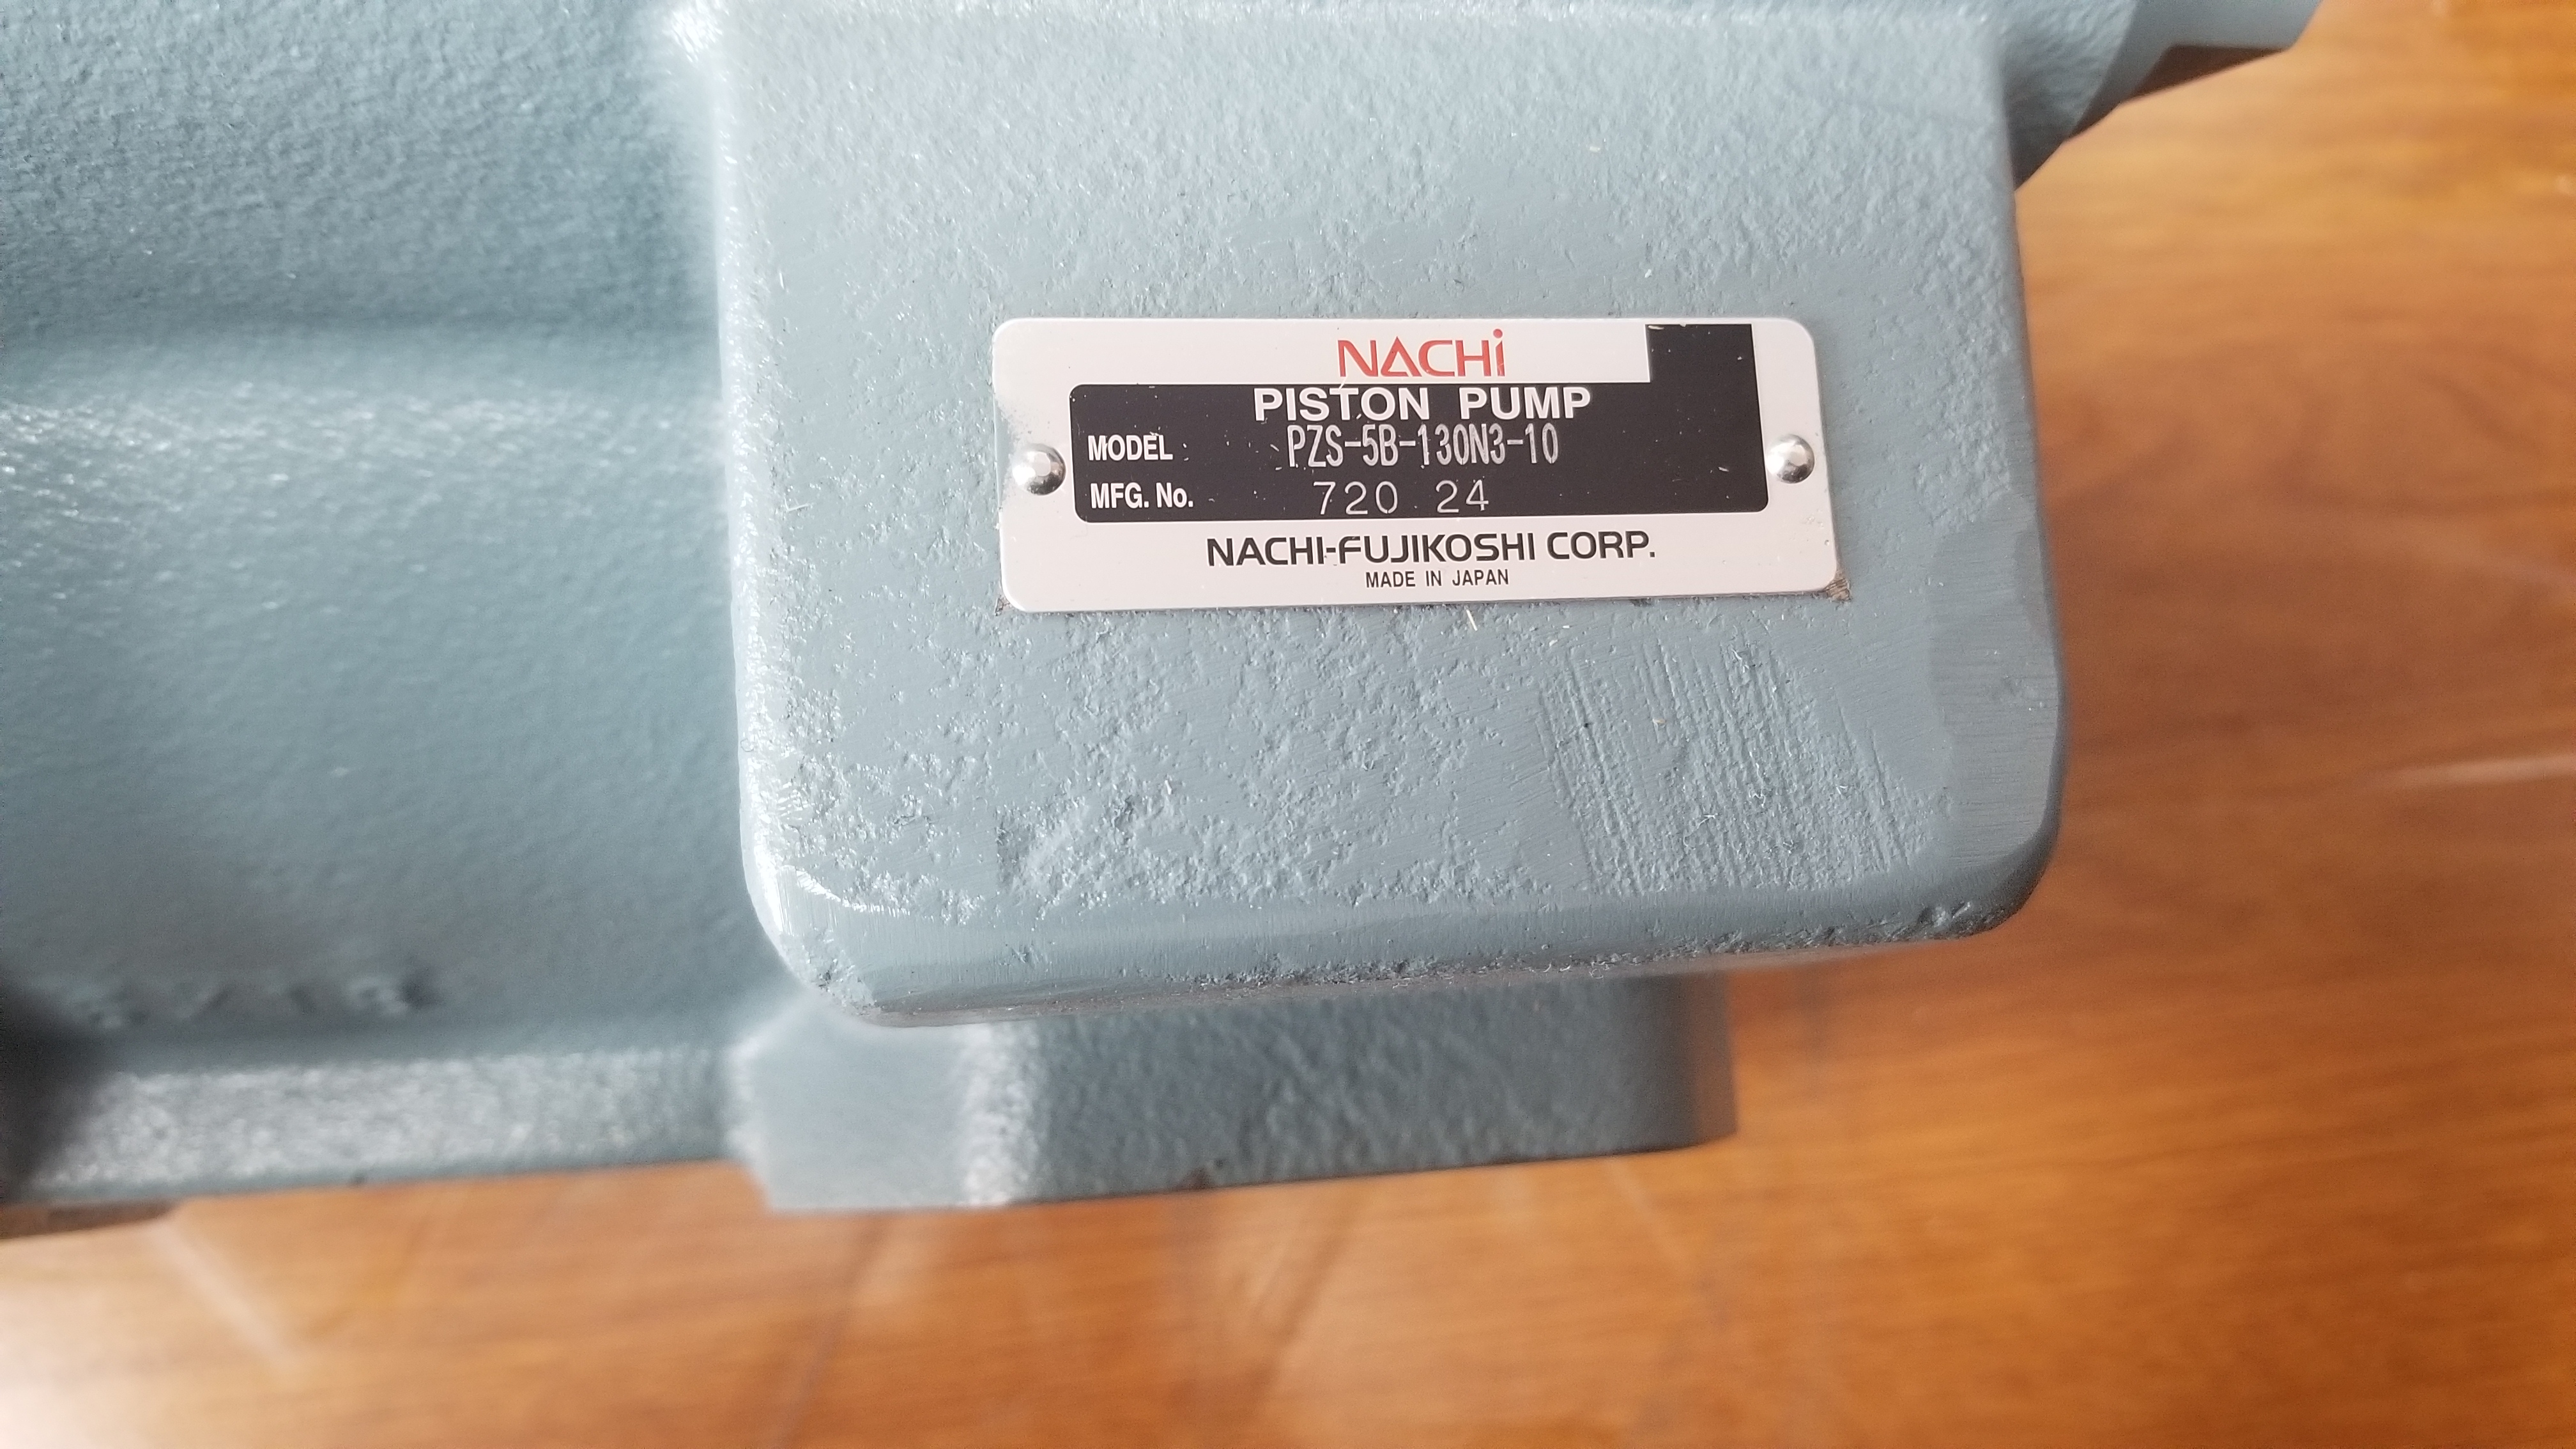 NACHi
PISTON PUMP
MODEL PZS-5B-130N3-10
MFG. No. 720 24
NACHI-FUJIKOSHI CORP.
MADE IN JAPAN